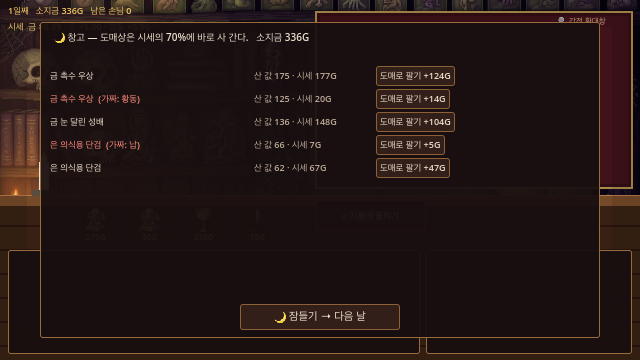 1일째 소지금 336G 남은 손님 0
시세 금
🌙 창고 — 도매상은 시세의 70%에 바로 사 간다. 소지금 336G
금 촉수 우상 산 값 175 · 시세 177G 도매로 팔기 +124G
금 촉수 우상 (가짜: 황동) 산 값 125 · 시세 20G 도매로 팔기 +14G
금 눈 달린 성배 산 값 136 · 시세 148G 도매로 팔기 +104G
은 의식용 단검 (가짜: 납) 산 값 66 · 시세 7G 도매로 팔기 +5G
은 의식용 단검 산 값 62 · 시세 67G 도매로 팔기 +47G
🌙 잠들기 → 다음 날